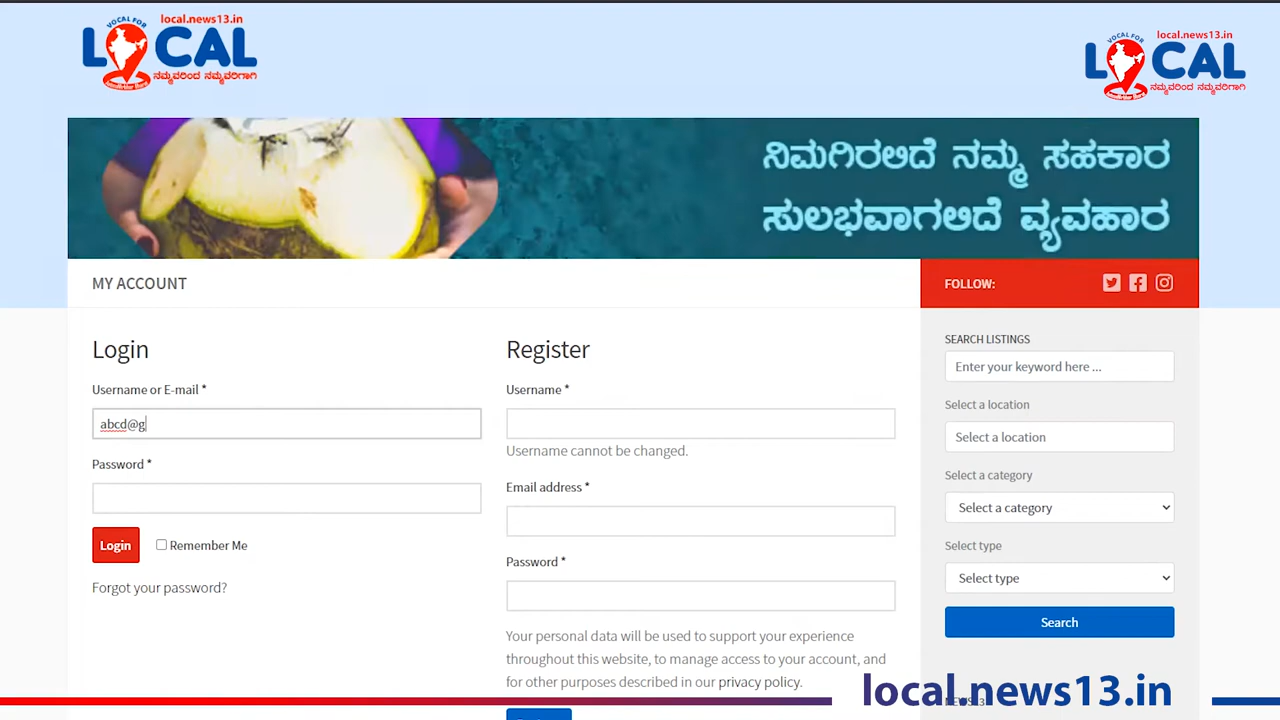 local.news13.in
VOCAL FOR
LOCAL
ನಮ್ಮವರಿಂದ ನಮ್ಮವರಿಗಾಗಿ
local.news13.in
VOCAL FOR
LOCAL
ನಮ್ಮವರಿಂದ ನಮ್ಮವರಿಗಾಗಿ
ನಿಮಗಿರಲಿದೆ ನಮ್ಮ ಸಹಕಾರ
ಸುಲಭವಾಗಲಿದೆ ವ್ಯವಹಾರ
MY ACCOUNT
FOLLOW:
Login
Username or E-mail *
abcd@g
Password *
Login
Remember Me
Forgot your password?
Register
Username *
Username cannot be changed.
Email address *
Password *
Your personal data will be used to support your experience
throughout this website, to manage access to your account, and
for other purposes described in our privacy policy.
SEARCH LISTINGS
Enter your keyword here ...
Select a location
Select a location
Select a category
Select a category
Select type
Select type
Search
local.news13.in